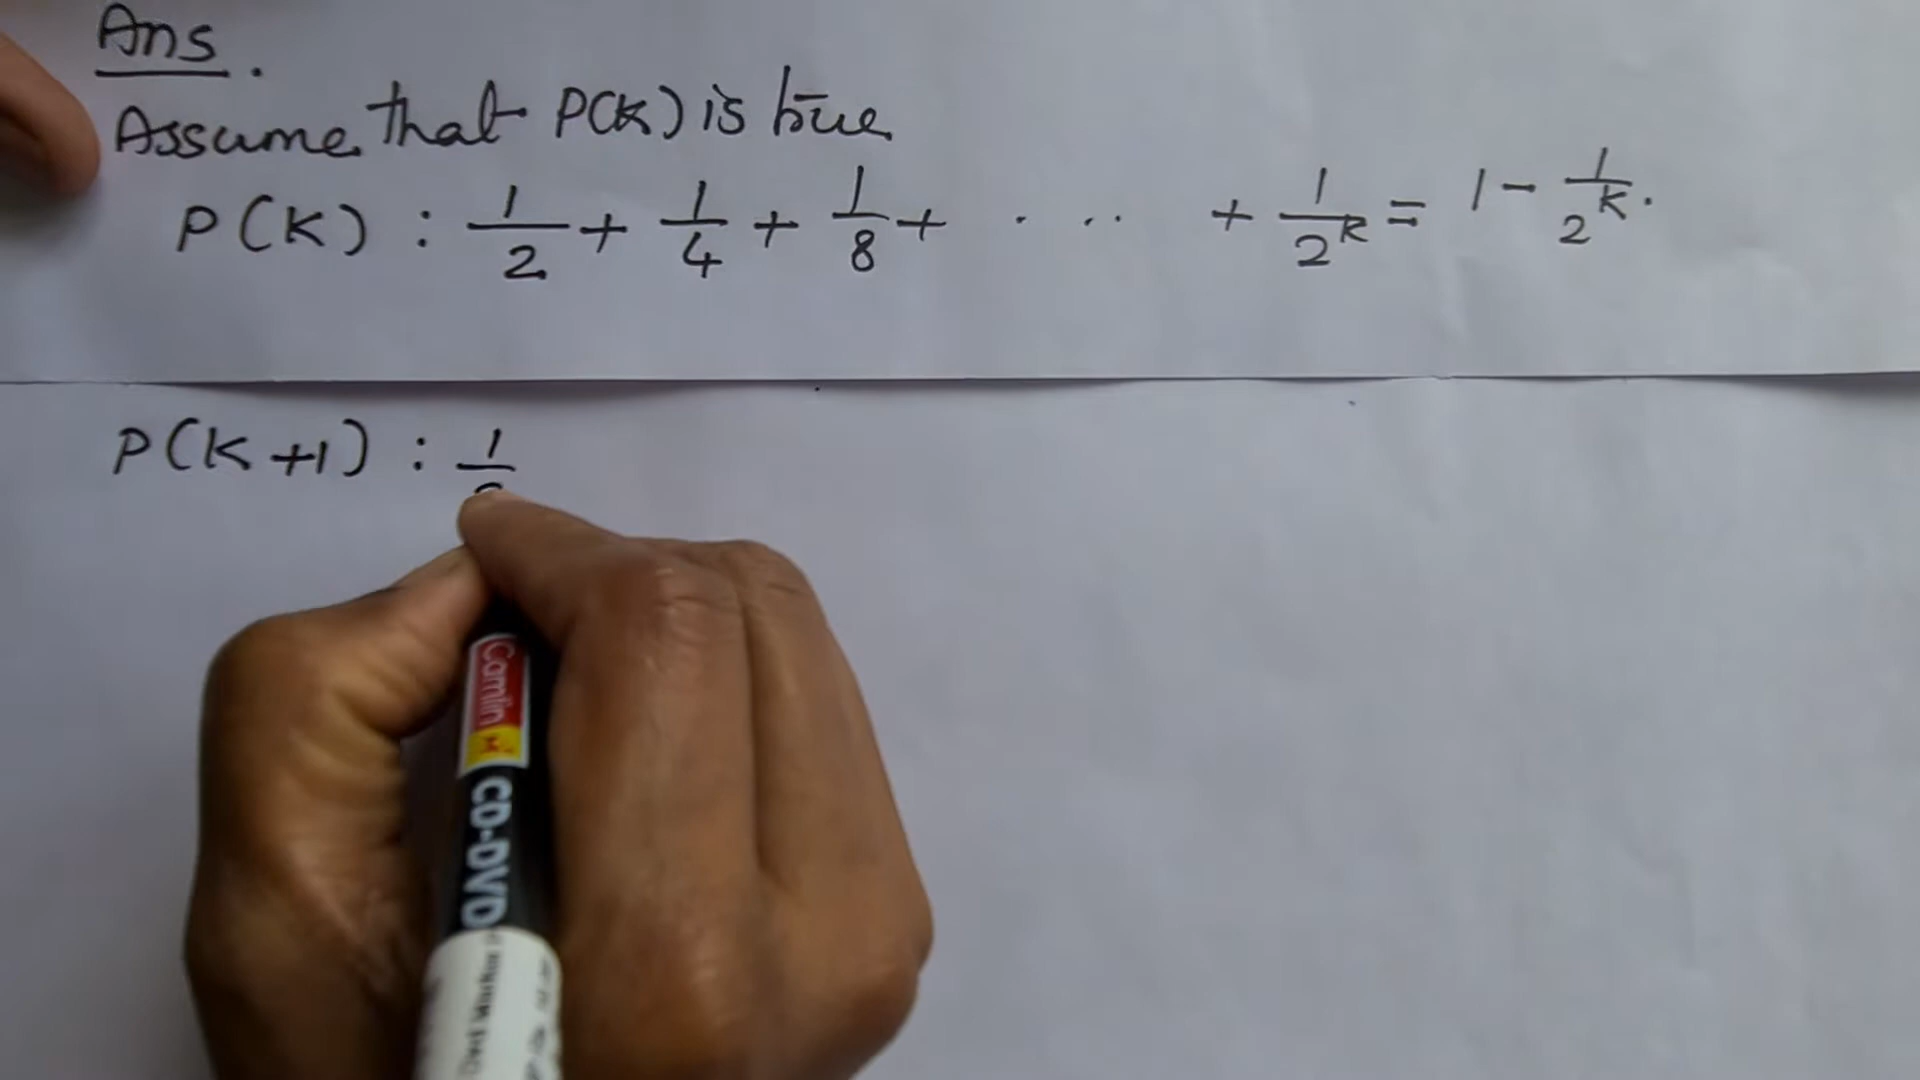 Ans.
Assume that P(K) is true
P(K) : 1/2 + 1/4 + 1/8 + . . . + 1/2^k = 1 - 1/2^k.
P(K+1) : 1/2
Camlin
CD-DVD